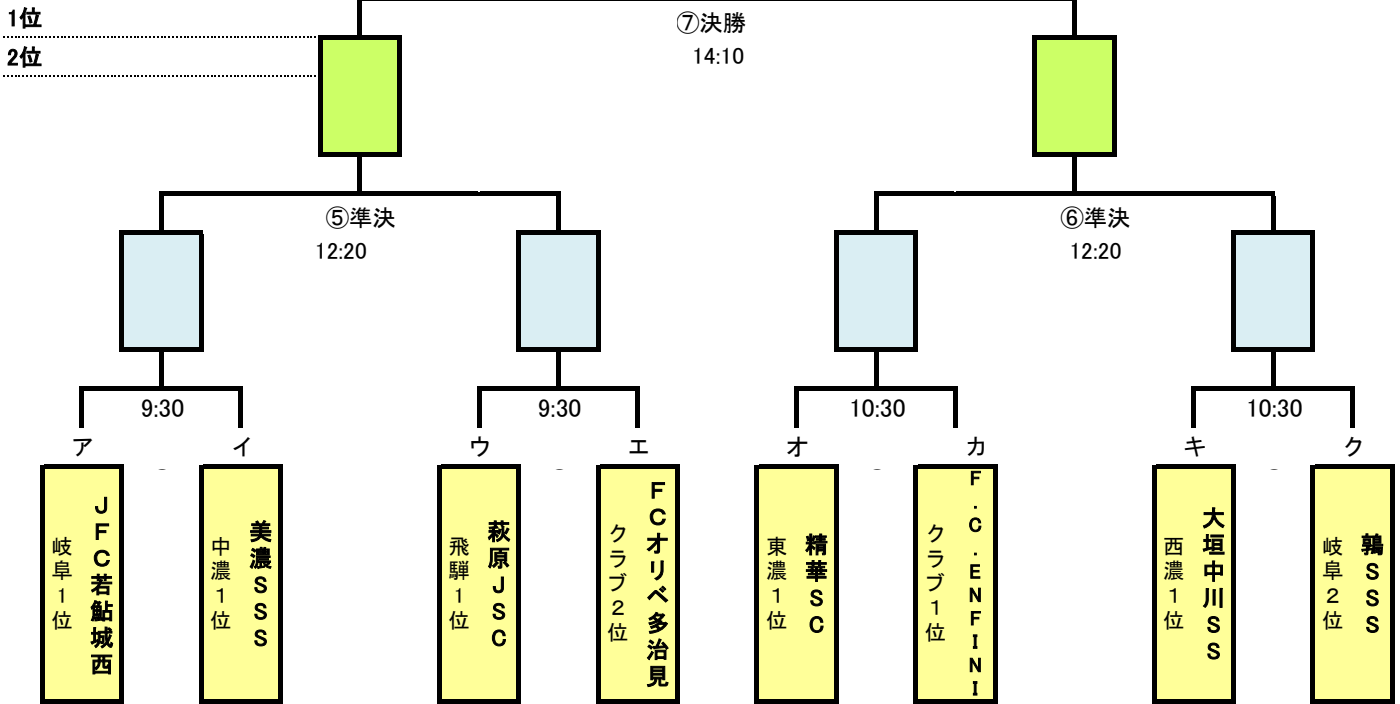 1位
⑦決勝
2位
14:10
⑤準決
⑥準決
12:20
12:20
9:30
9:30
10:30
10:30
ア
イ
ウ
エ
オ
カ
キ
ク
JFC若鮎城西
岐阜1位
美濃SSS
中濃1位
萩原JSC
飛騨1位
FCオリベ多治見
クラブ2位
精華SC
東濃1位
F.C.ENFINI
クラブ1位
大垣中川SS
西濃1位
鶉SSS
岐阜2位